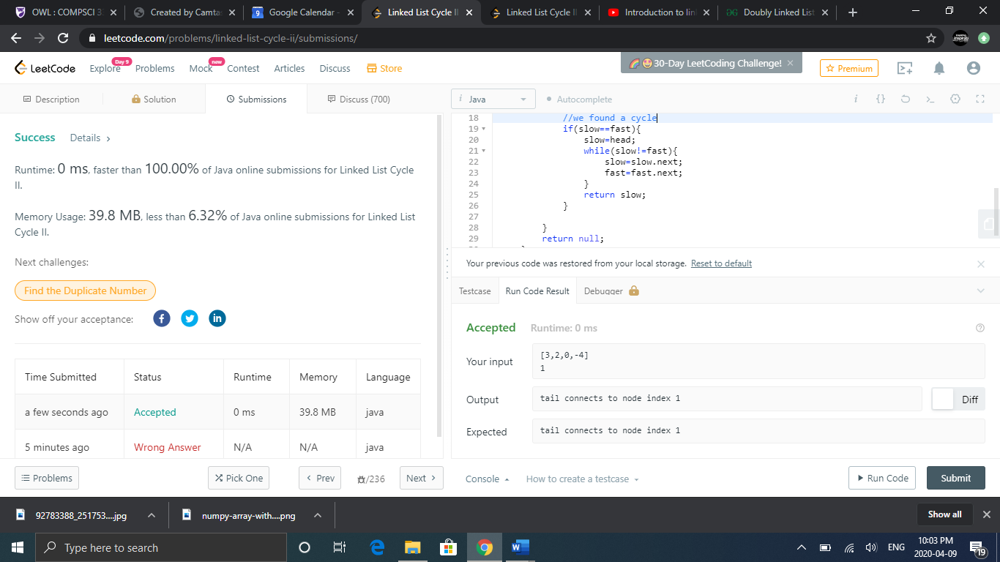 OWL : COMPSCI 3
Created by Camta
Google Calendar -
Linked List Cycle II
Linked List Cycle II
Introduction to lin
Doubly Linked List
leetcode.com/problems/linked-list-cycle-ii/submissions/
LeetCode
Explore
Day 9
Problems
Mock
new
Contest
Articles
Discuss
Store
30-Day LeetCoding Challenge!
Premium
Description
Solution
Submissions
Discuss (700)
i Java
Autocomplete
Success Details >
Runtime: 0 ms, faster than 100.00% of Java online submissions for Linked List Cycle
II.
Memory Usage: 39.8 MB, less than 6.32% of Java online submissions for Linked List
Cycle II.
Next challenges:
Find the Duplicate Number
Show off your acceptance:
Time Submitted Status Runtime Memory Language
a few seconds ago Accepted 0 ms 39.8 MB java
5 minutes ago Wrong Answer N/A N/A java
18 //we found a cycle
19 if(slow==fast){
20 slow=head;
21 while(slow!=fast){
22 slow=slow.next;
23 fast=fast.next;
24 }
25 return slow;
26 }
27
28 }
29 return null;
Your previous code was restored from your local storage. Reset to default
Testcase Run Code Result Debugger
Accepted Runtime: 0 ms
Your input
[3,2,0,-4]
1
Output
tail connects to node index 1
Diff
Expected
tail connects to node index 1
Problems
Pick One
< Prev
/236
Next >
Console
How to create a testcase
Run Code
Submit
92783388_251753....jpg
numpy-array-with....png
Show all
Type here to search
ENG
10:03 PM
2020-04-09
19